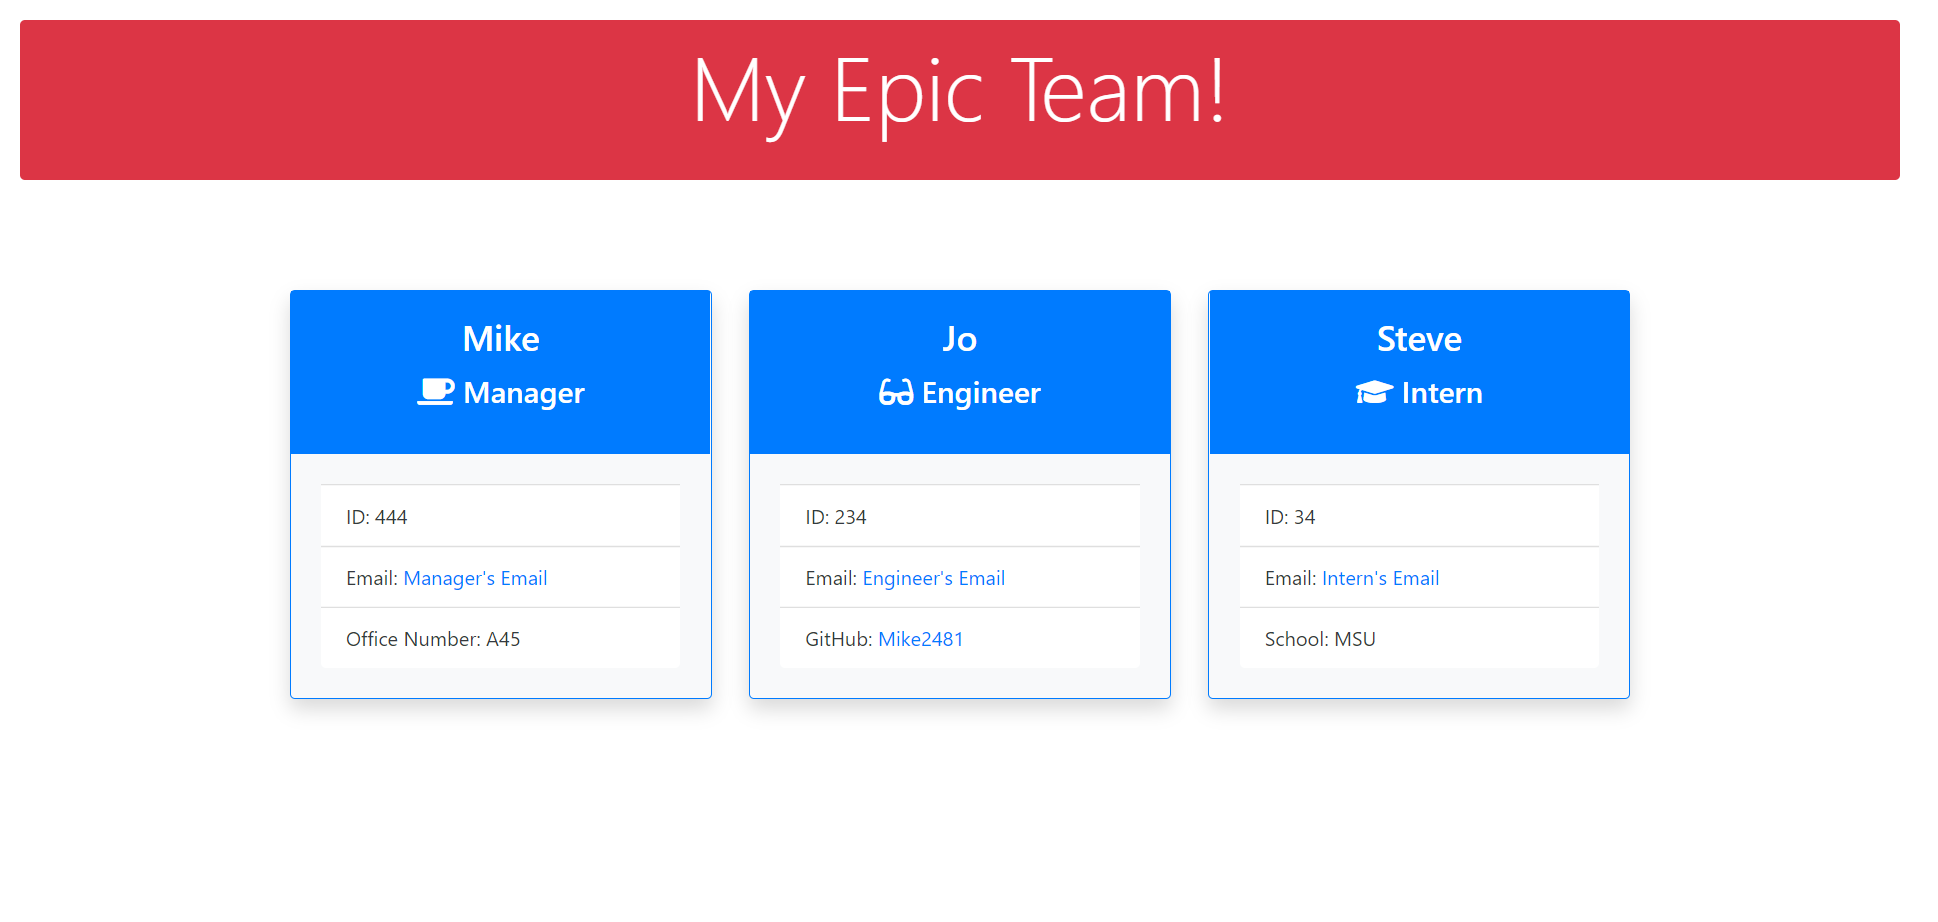 My Epic Team!
Mike
Manager
ID: 444
Email: Manager's Email
Office Number: A45
Jo
Engineer
ID: 234
Email: Engineer's Email
GitHub: Mike2481
Steve
Intern
ID: 34
Email: Intern's Email
School: MSU